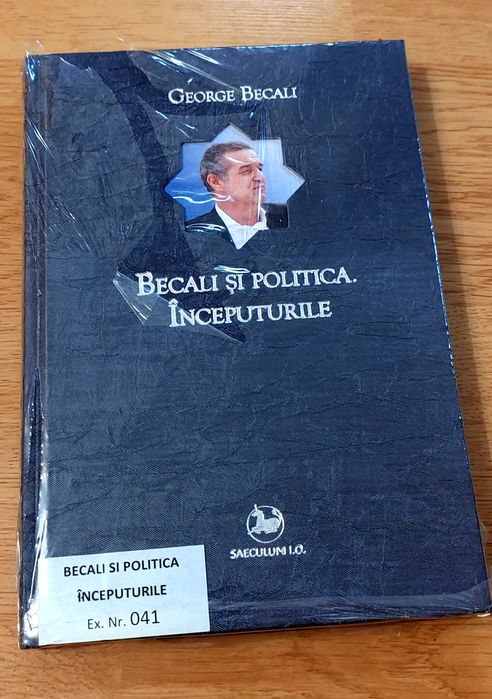 GEORGE BECALI
BECALI ȘI POLITICA.
ÎNCEPUTURILE
SAECULUM I.O.
BECALI SI POLITICA
ÎNCEPUTURILE
Ex. Nr. 041